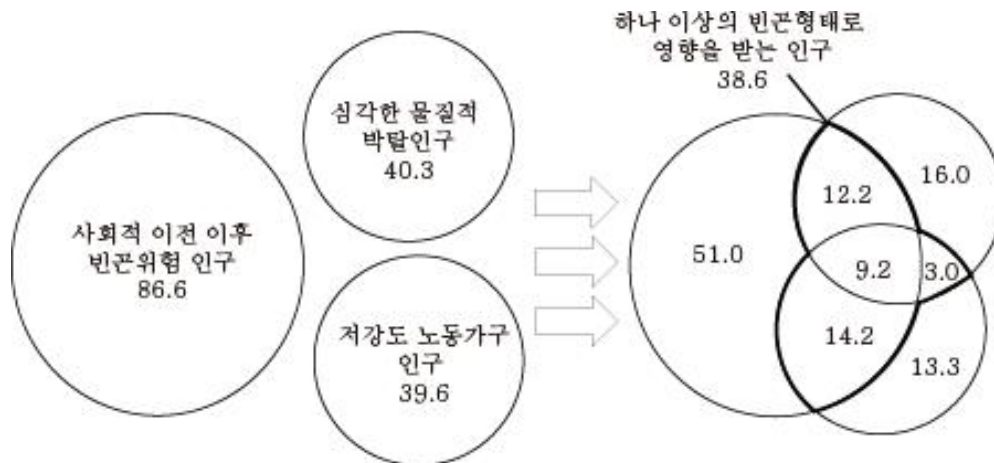 하나 이상의 빈곤형태로
영향을 받는 인구
38.6
심각한 물질적
박탈인구
40.3
사회적 이전 이후
빈곤위험 인구
86.6
저강도 노동가구
인구
39.6
16.0
12.2
51.0
9.2
3.0
14.2
13.3